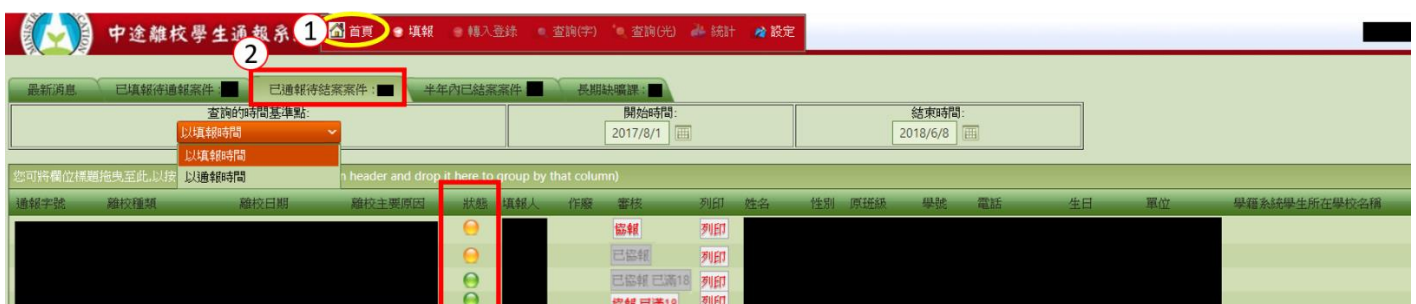 中途離校學生通報系
① 首頁 填報 轉入登錄 查詢(字) 查詢(光) 統計 設定
②
最新消息 已填報待通報案件: 已通報待結案案件: 半年內已結案案件 長期缺曠課:
查詢的時間基準點: 開始時間: 結束時間:
以填報時間 2017/8/1 2018/6/8
以填報時間
以通報時間
您可將欄位標題拖曳至此,以按 header and drop it here to group by that column)
通報字號 離校種類 離校日期 離校主要原因 狀態 填報人 作廢 審核 列印 姓名 性別 原班級 學號 電話 生日 單位 學籍系統學生所在學校名稱
協報 列印
已協報 列印
已協報 已滿18 列印
協報 已滿18 列印